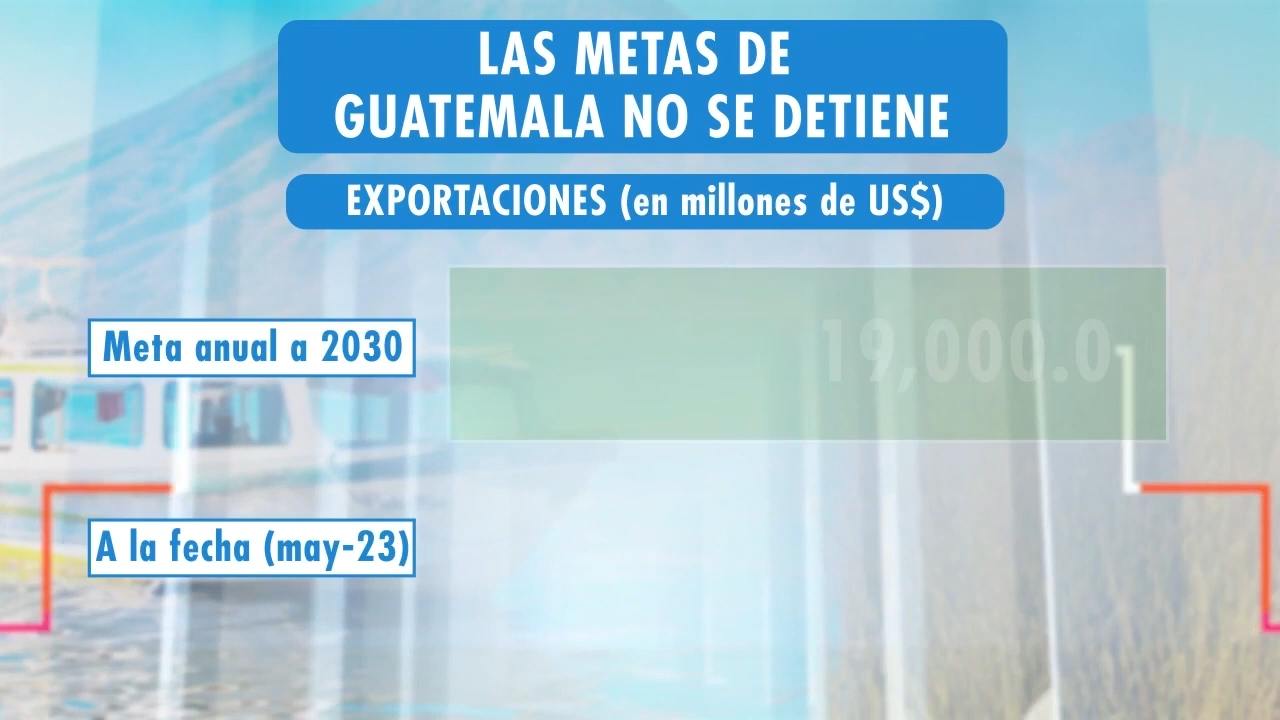 LAS METAS DE
GUATEMALA NO SE DETIENE
EXPORTACIONES (en millones de US$)
Meta anual a 2030
19,000.0
A la fecha (may-23)